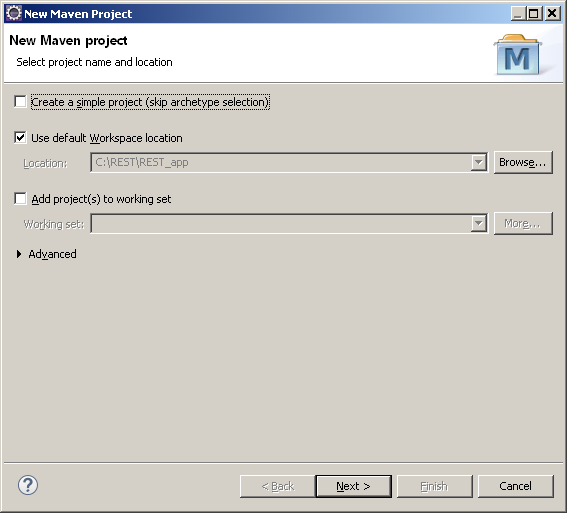 New Maven Project
New Maven project
Select project name and location
M
Create a simple project (skip archetype selection)
Use default Workspace location
Location: C:\REST\REST_app Browse...
Add project(s) to working set
Working set: More...
Advanced
? < Back Next > Finish Cancel